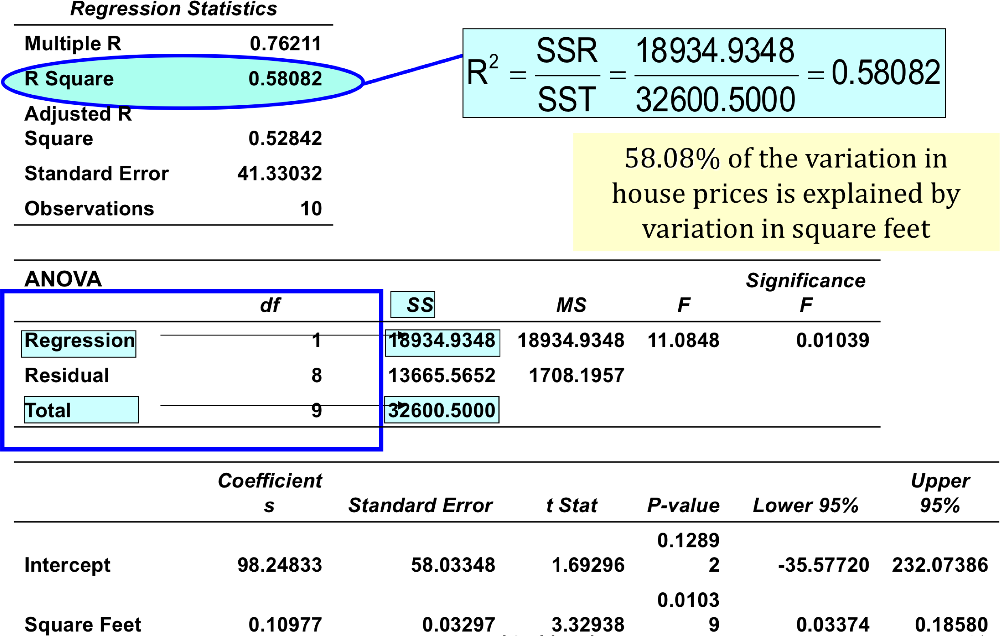 Regression Statistics
Multiple R 0.76211
R Square 0.58082
Adjusted R
Square 0.52842
Standard Error 41.33032
Observations 10
R² = SSR / SST = 18934.9348 / 32600.5000 = 0.58082
58.08% of the variation in
house prices is explained by
variation in square feet
ANOVA Significance
df SS MS F F
Regression 1 18934.9348 18934.9348 11.0848 0.01039
Residual 8 13665.5652 1708.1957
Total 9 32600.5000
Coefficient Upper
s Standard Error t Stat P-value Lower 95% 95%
0.1289
Intercept 98.24833 58.03348 1.69296 2 -35.57720 232.07386
0.0103
Square Feet 0.10977 0.03297 3.32938 9 0.03374 0.18580